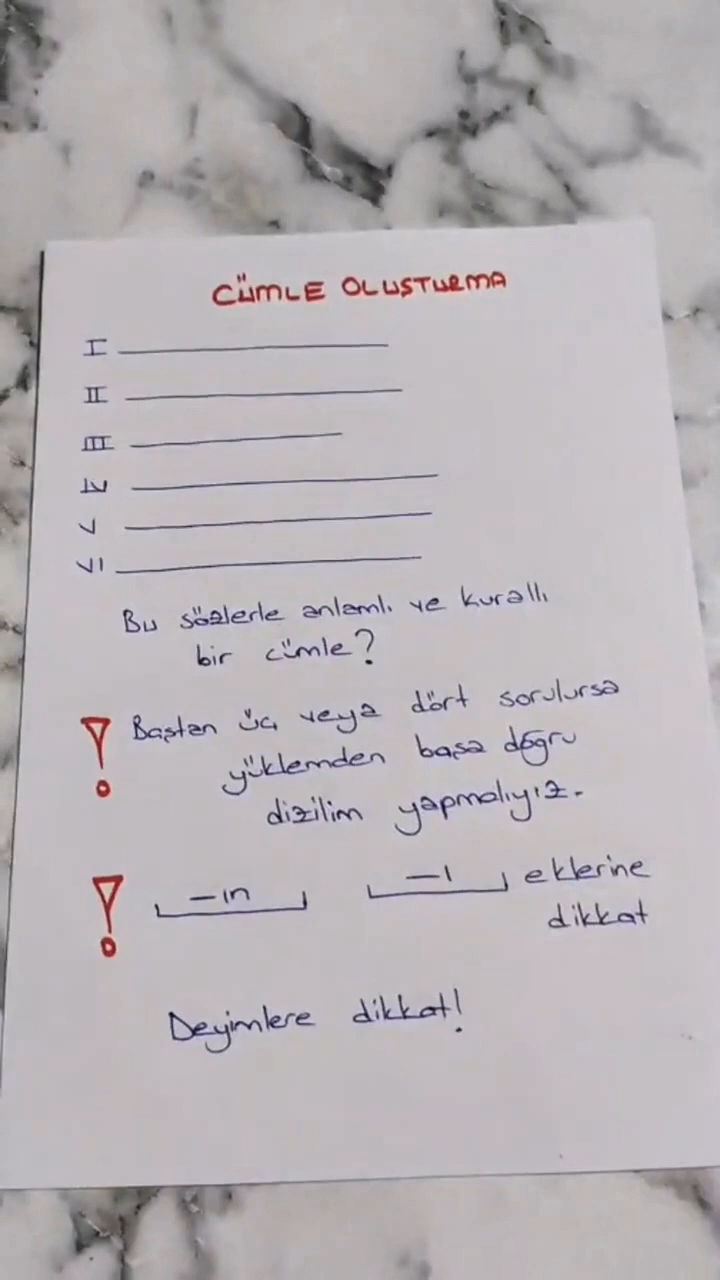 CÜMLE OLUŞTURMA
I
II
III
IV
V
VI
Bu sözlerle anlamlı ve kurallı
bir cümle?
! Baştan üç veya dört sorulursa
yüklemden başa doğru
dizilim yapmalıyız.
! -ın -ı eklerine
dikkat
Deyimlere dikkat!